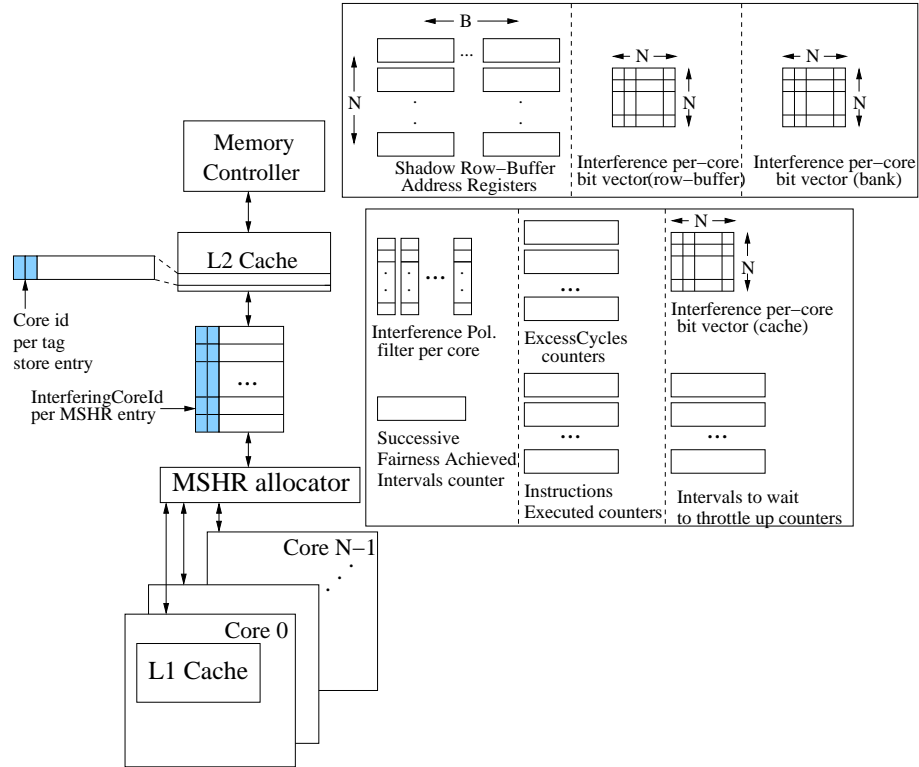 B
...
N
N
N
N
N
Shadow Row−Buffer
Address Registers
Interference per−core
bit vector(row−buffer)
Interference per−core
bit vector (bank)
Memory
Controller
L2 Cache
Core id
per tag
store entry
InterferingCoreId
per MSHR entry
...
MSHR allocator
Core N−1
Core 0
L1 Cache
...
Interference Pol.
filter per core
...
ExcessCycles
counters
N
N
Interference per−core
bit vector (cache)
Successive
Fairness Achieved
Intervals counter
...
Instructions
Executed counters
...
Intervals to wait
to throttle up counters